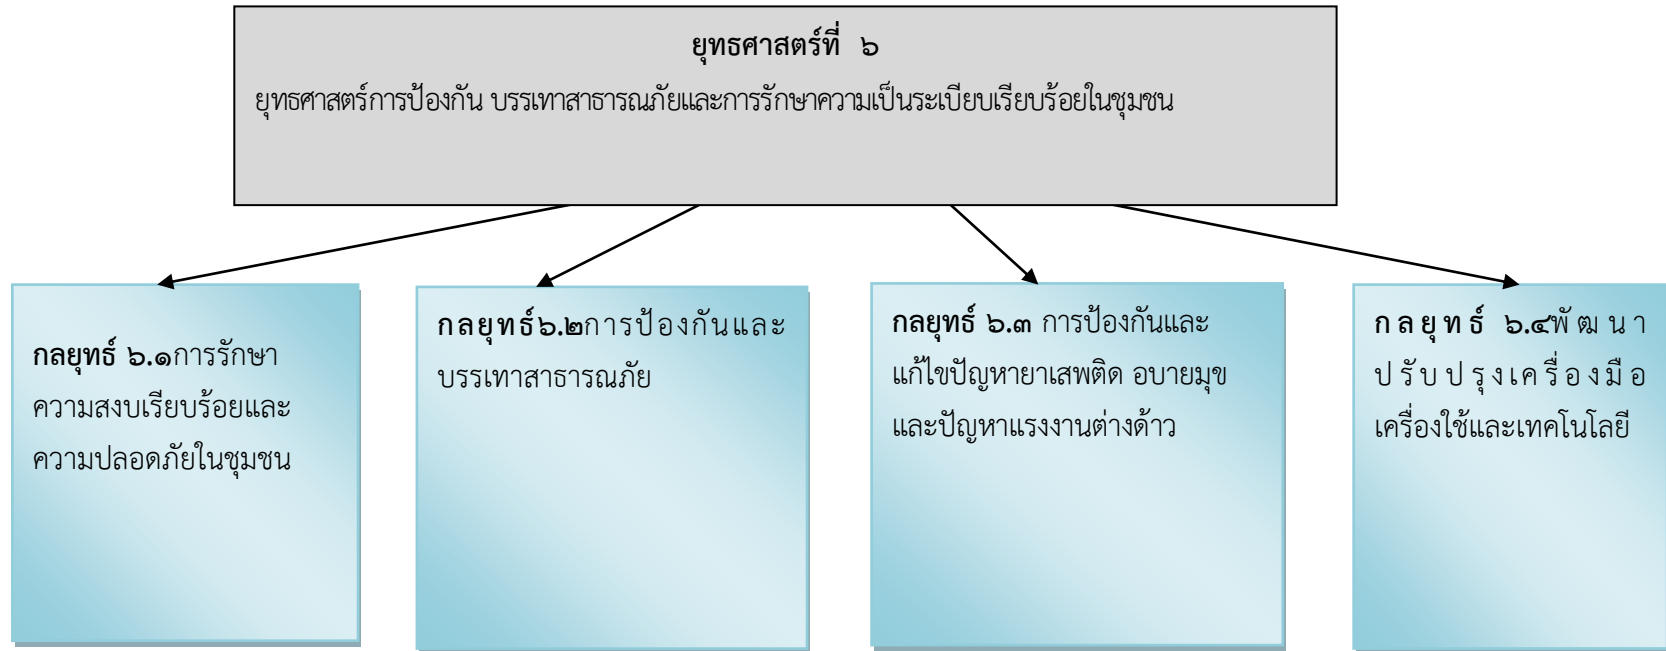 ยุทธศาสตร์ที่ ๖
ยุทธศาสตร์การป้องกัน บรรเทาสาธารณภัยและการรักษาความเป็นระเบียบเรียบร้อยในชุมชน
กลยุทธ์ ๖.๑การรักษา
ความสงบเรียบร้อยและ
ความปลอดภัยในชุมชน
กลยุทธ์๖.๒การป้องกันและ
บรรเทาสาธารณภัย
กลยุทธ์ ๖.๓ การป้องกันและ
แก้ไขปัญหายาเสพติด อบายมุข
และปัญหาแรงงานต่างด้าว
กลยุทธ์ ๖.๔พัฒนา
ปรับปรุงเครื่องมือ
เครื่องใช้และเทคโนโลยี